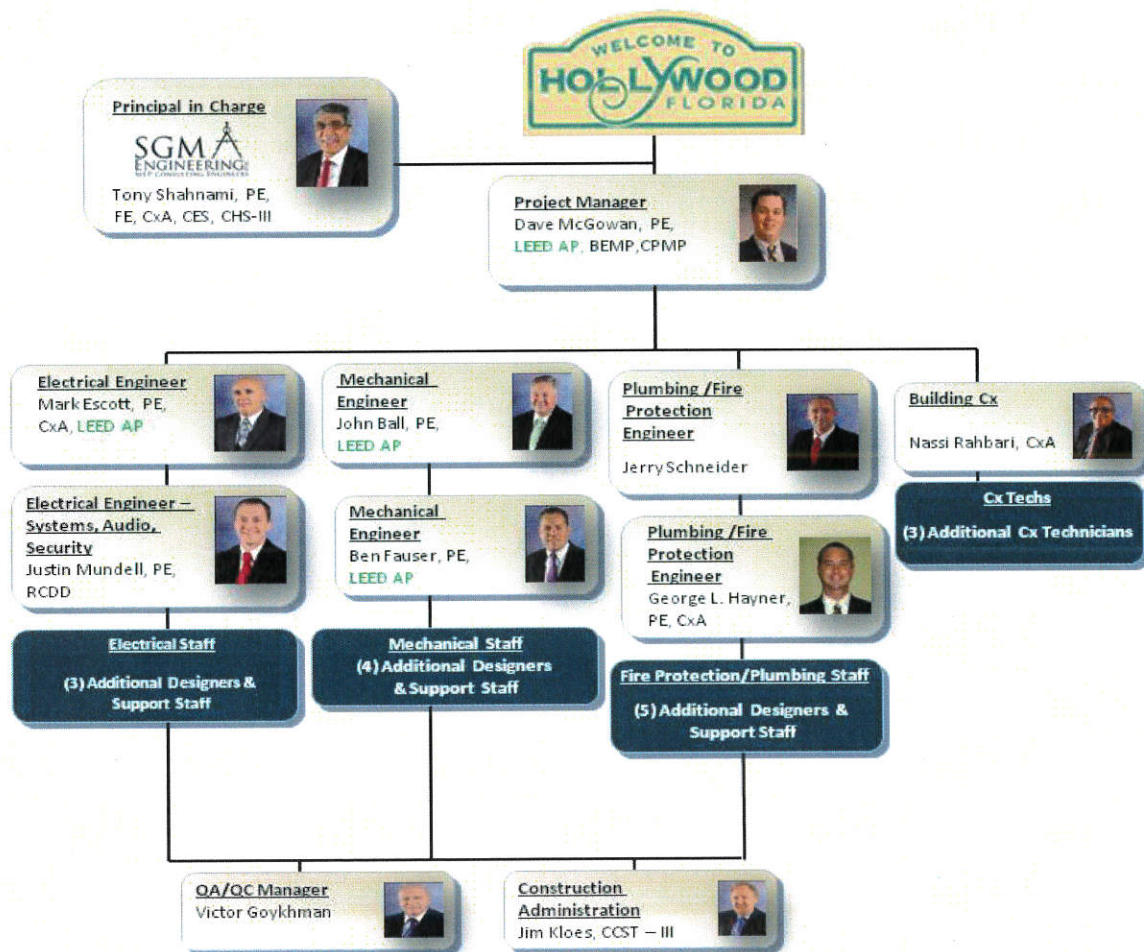 WELCOME TO
HOLLYWOOD
FLORIDA
Principal in Charge
SGM
ENGINEERING
MEP CONSULTING ENGINEERS
Tony Shahnami, PE,
FE, CxA, CES, CHS-III
Project Manager
Dave McGowan, PE,
LEED AP, BEMP,CPMP
Electrical Engineer
Mark Escott, PE,
CxA, LEED AP
Mechanical
Engineer
John Ball, PE,
LEED AP
Plumbing /Fire
Protection
Engineer
Jerry Schneider
Building Cx
Nassi Rahbari, CxA
Electrical Engineer –
Systems, Audio,
Security
Justin Mundell, PE,
RCDD
Mechanical
Engineer
Ben Fauser, PE,
LEED AP
Plumbing /Fire
Protection
Engineer
George L. Hayner,
PE, CxA
Cx Techs
(3) Additional Cx Technicians
Electrical Staff
(3) Additional Designers &
Support Staff
Mechanical Staff
(4) Additional Designers
& Support Staff
Fire Protection/Plumbing Staff
(5) Additional Designers &
Support Staff
QA/QC Manager
Victor Goykhman
Construction
Administration
Jim Kloes, CCST – III